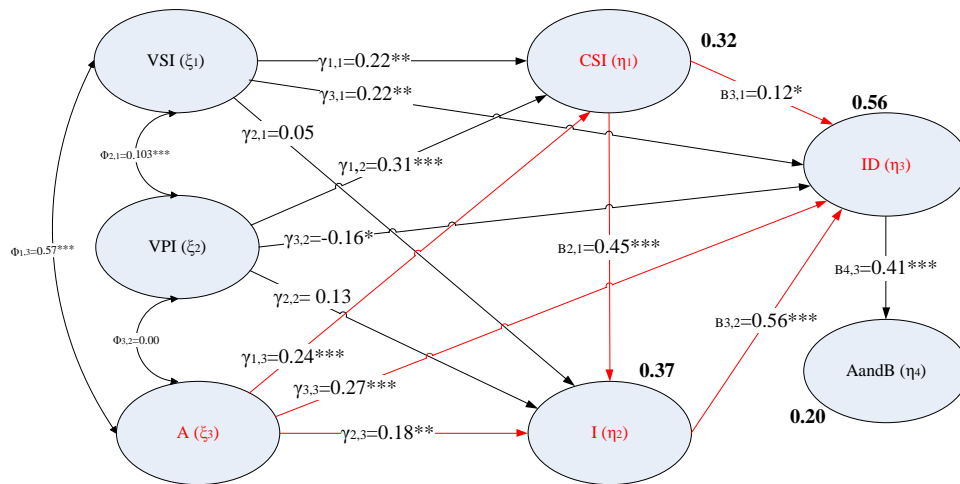 VSI (ξ1)
CSI (η1)
0.32
γ1,1=0.22**
γ3,1=0.22**
B3,1=0.12*
0.56
γ2,1=0.05
Φ2,1=0.103***
γ1,2=0.31***
ID (η3)
VPI (ξ2)
γ3,2=-0.16*
Φ1,3=0.57***
B2,1=0.45***
B4,3=0.41***
γ2,2= 0.13
B3,2=0.56***
Φ3,2=0.00
γ1,3=0.24***
AandB (η4)
0.37
γ3,3=0.27***
0.20
A (ξ3)
γ2,3=0.18**
I (η2)